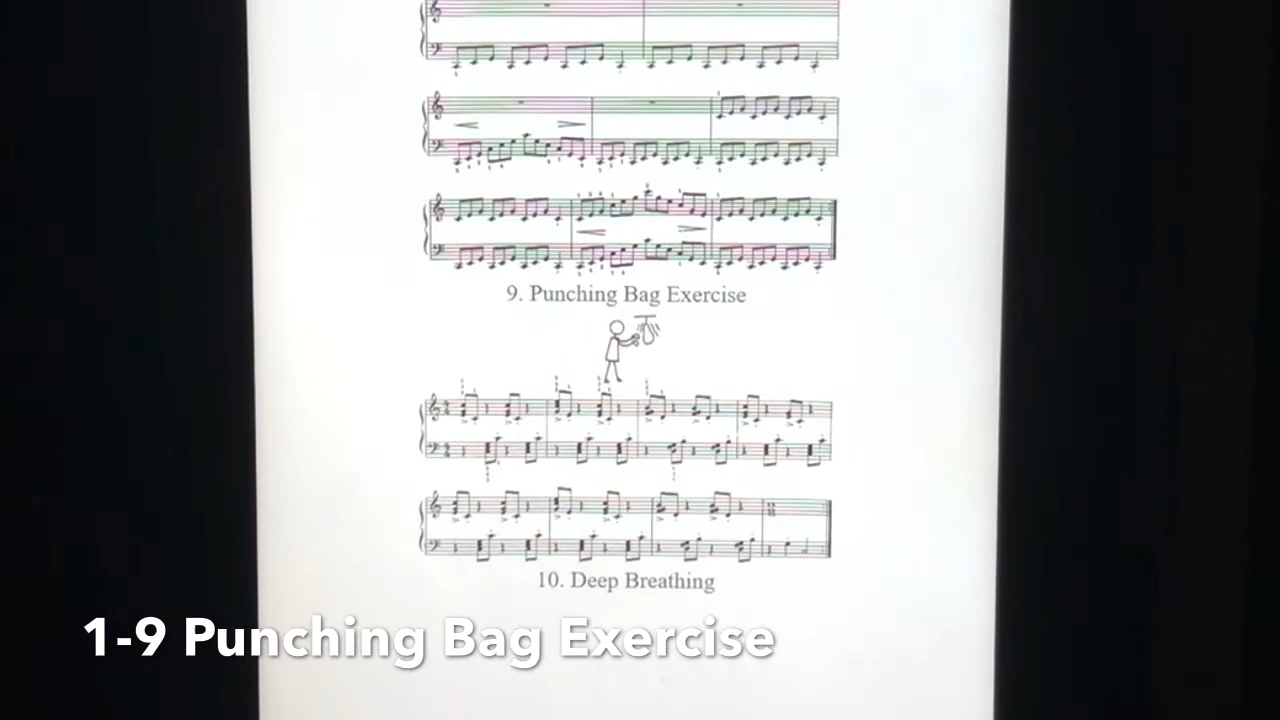 9. Punching Bag Exercise
10. Deep Breathing
1-9 Punching Bag Exercise